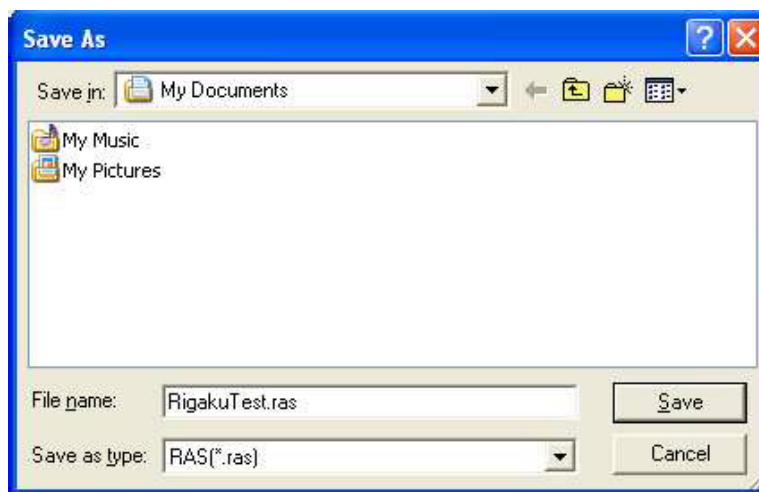 Save As
Save in: My Documents
My Music
My Pictures
File name: RigakuTest.ras Save
Save as type: RAS(*.ras) Cancel